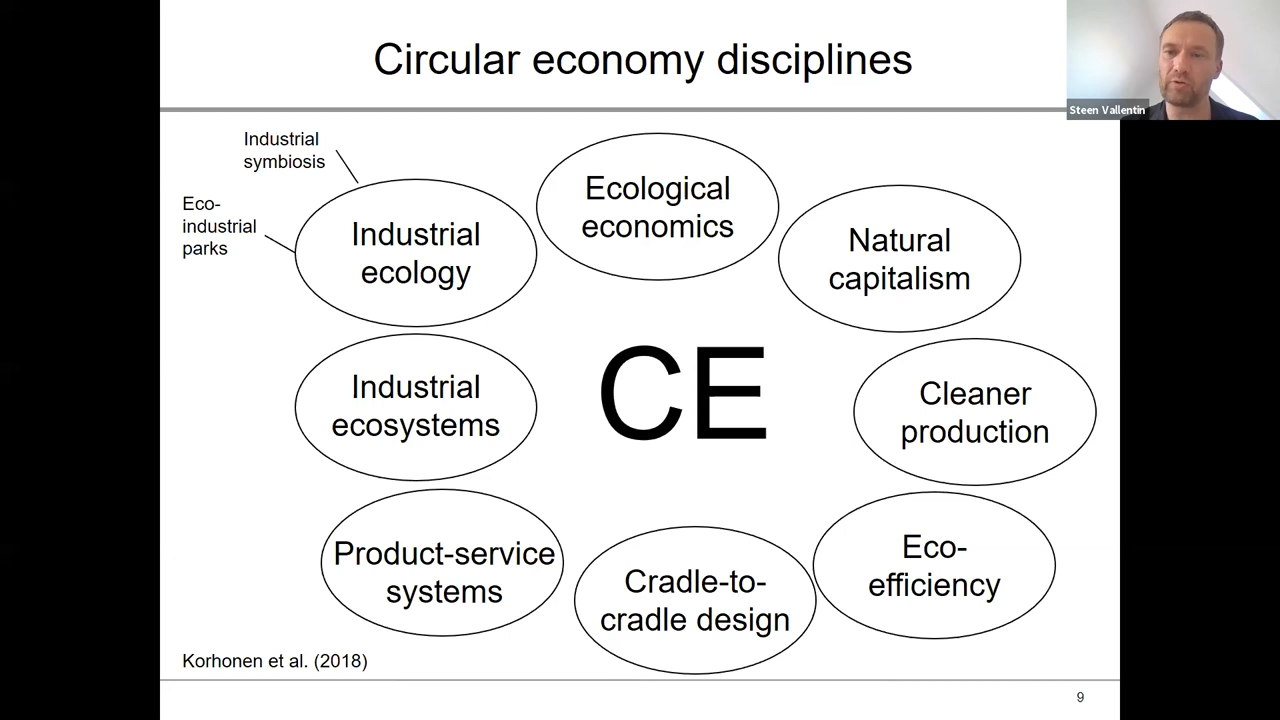 Circular economy disciplines
Steen Vallentin
Industrial
symbiosis
Eco-
industrial
parks
Industrial
ecology
Ecological
economics
Natural
capitalism
Industrial
ecosystems
CE
Cleaner
production
Product-service
systems
Cradle-to-
cradle design
Eco-
efficiency
Korhonen et al. (2018)
9